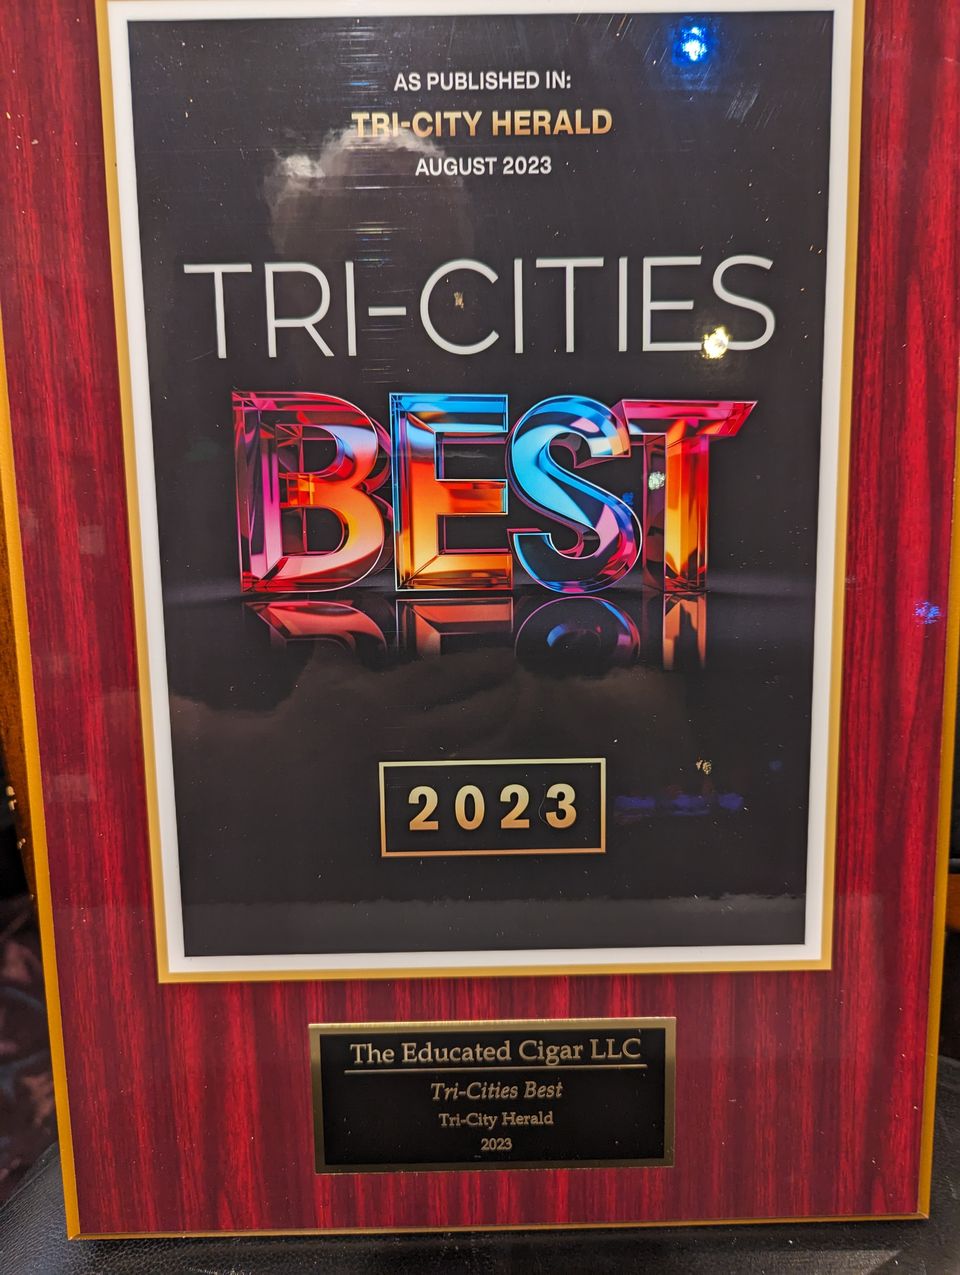 AS PUBLISHED IN:
TRI-CITY HERALD
AUGUST 2023
TRI-CITIES
BEST
2023
The Educated Cigar LLC
Tri-Cities Best
Tri-City Herald
2023